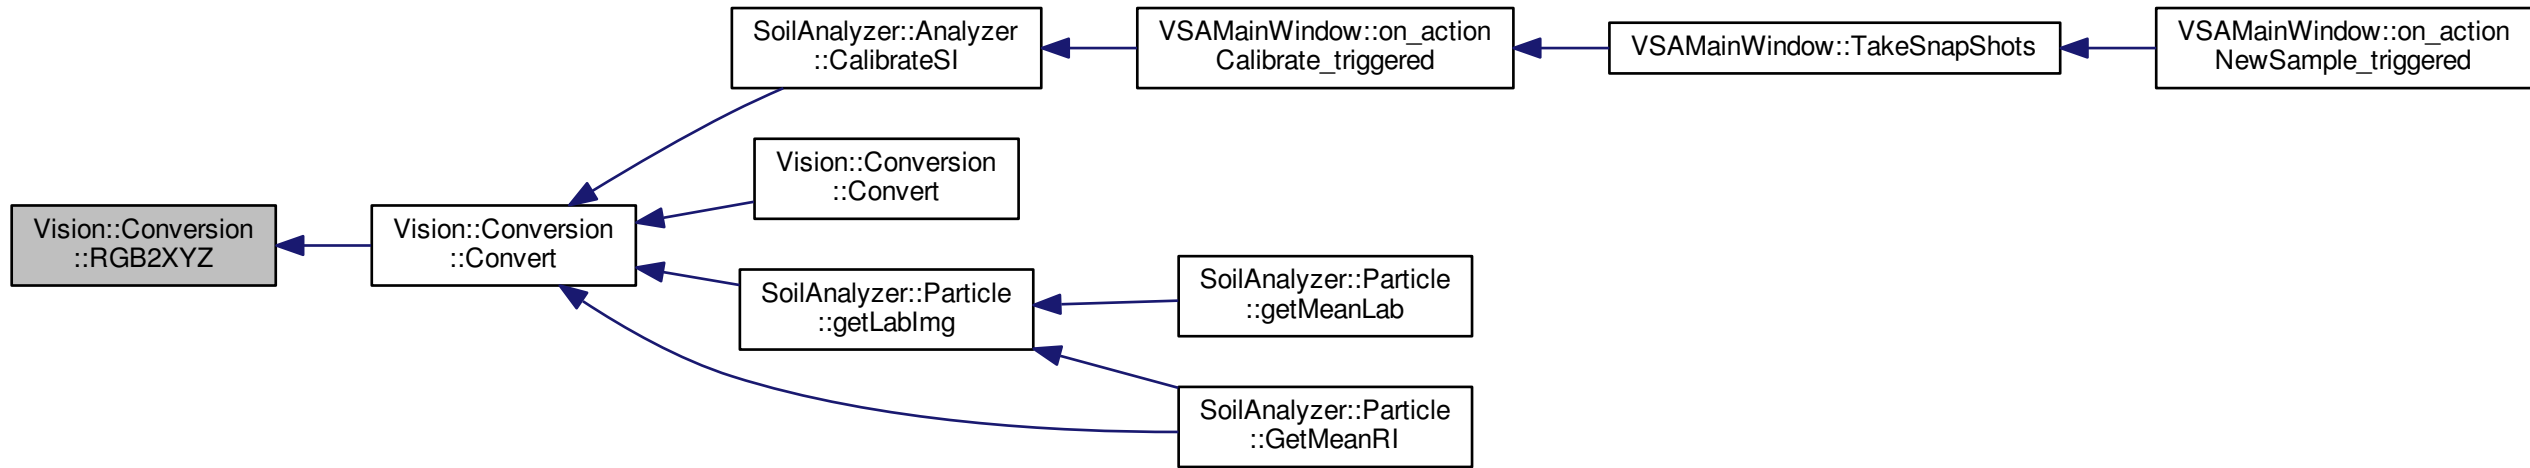 SoilAnalyzer::Analyzer
::CalibrateSI
VSAMainWindow::on_action
Calibrate_triggered
VSAMainWindow::TakeSnapShots
VSAMainWindow::on_action
NewSample_triggered
Vision::Conversion
::Convert
Vision::Conversion
::RGB2XYZ
Vision::Conversion
::Convert
SoilAnalyzer::Particle
::getLabImg
SoilAnalyzer::Particle
::getMeanLab
SoilAnalyzer::Particle
::GetMeanRI